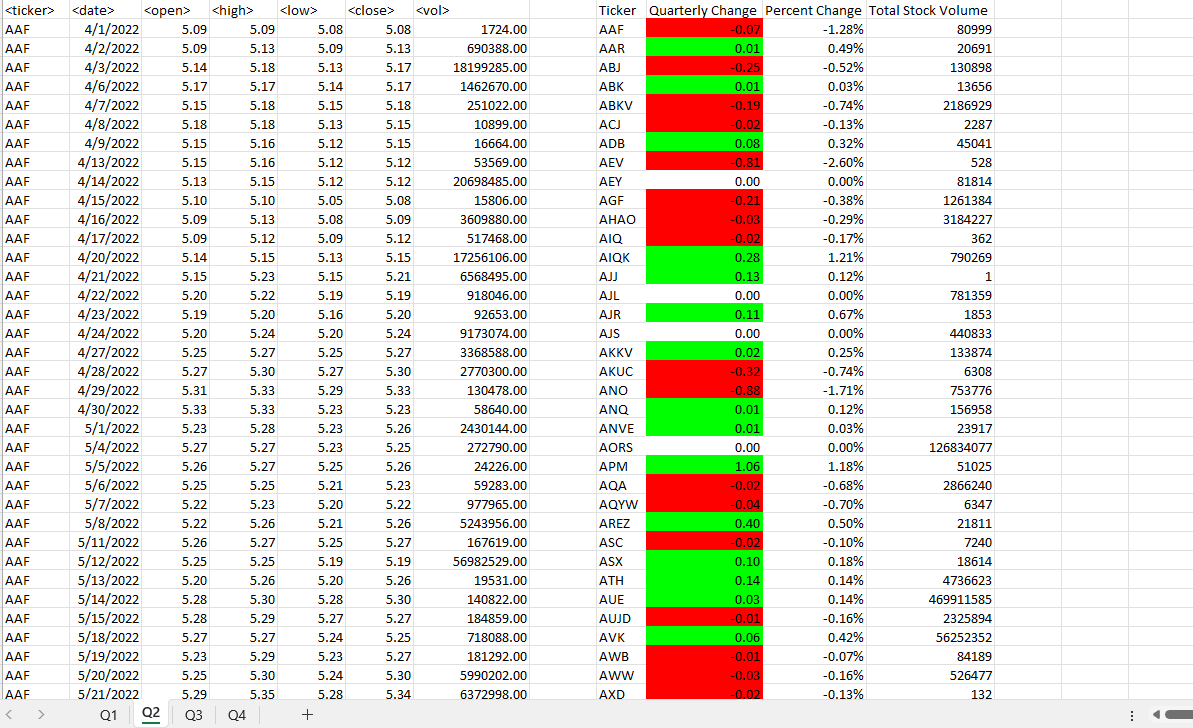 <ticker> <date> <open> <high> <low> <close> <vol> Ticker Quarterly Change Percent Change Total Stock Volume
AAF 4/1/2022 5.09 5.09 5.08 5.08 1724.00 AAF -0.07 -1.28% 80999
AAF 4/2/2022 5.09 5.13 5.09 5.13 690388.00 AAR 0.01 0.49% 20691
AAF 4/3/2022 5.14 5.18 5.13 5.17 18199285.00 ABJ -0.25 -0.52% 130898
AAF 4/6/2022 5.17 5.17 5.14 5.17 1462670.00 ABK 0.01 0.03% 13656
AAF 4/7/2022 5.15 5.18 5.15 5.18 251022.00 ABKV -0.19 -0.74% 2186929
AAF 4/8/2022 5.18 5.18 5.13 5.15 10899.00 ACJ -0.02 -0.13% 2287
AAF 4/9/2022 5.15 5.16 5.12 5.15 16664.00 ADB 0.08 0.32% 45041
AAF 4/13/2022 5.15 5.16 5.12 5.12 53569.00 AEV -0.81 -2.60% 528
AAF 4/14/2022 5.13 5.15 5.12 5.12 20698485.00 AEY 0.00 0.00% 81814
AAF 4/15/2022 5.10 5.10 5.05 5.08 15806.00 AGF -0.21 -0.38% 1261384
AAF 4/16/2022 5.09 5.13 5.08 5.09 3609880.00 AHAO -0.03 -0.29% 3184227
AAF 4/17/2022 5.09 5.12 5.09 5.12 517468.00 AIQ -0.02 -0.17% 362
AAF 4/20/2022 5.14 5.15 5.13 5.15 17256106.00 AIQK 0.28 1.21% 790269
AAF 4/21/2022 5.15 5.23 5.15 5.21 6568495.00 AJJ 0.13 0.12% 1
AAF 4/22/2022 5.20 5.22 5.19 5.19 918046.00 AJL 0.00 0.00% 781359
AAF 4/23/2022 5.19 5.20 5.16 5.20 92653.00 AJR 0.11 0.67% 1853
AAF 4/24/2022 5.20 5.24 5.20 5.24 9173074.00 AJS 0.00 0.00% 440833
AAF 4/27/2022 5.25 5.27 5.25 5.27 3368588.00 AKKV 0.02 0.25% 133874
AAF 4/28/2022 5.27 5.30 5.27 5.30 2770300.00 AKUC -0.32 -0.74% 6308
AAF 4/29/2022 5.31 5.33 5.29 5.33 130478.00 ANO -0.88 -1.71% 753776
AAF 4/30/2022 5.33 5.33 5.23 5.23 58640.00 ANQ 0.01 0.12% 156958
AAF 5/1/2022 5.23 5.28 5.23 5.26 2430144.00 ANVE 0.01 0.03% 23917
AAF 5/4/2022 5.27 5.27 5.23 5.25 272790.00 AORS 0.00 0.00% 126834077
AAF 5/5/2022 5.26 5.27 5.25 5.26 24226.00 APM 1.06 1.18% 51025
AAF 5/6/2022 5.25 5.25 5.21 5.23 59283.00 AQA -0.02 -0.68% 2866240
AAF 5/7/2022 5.22 5.23 5.20 5.22 977965.00 AQYW -0.04 -0.70% 6347
AAF 5/8/2022 5.22 5.26 5.21 5.26 5243956.00 AREZ 0.40 0.50% 21811
AAF 5/11/2022 5.26 5.27 5.25 5.27 167619.00 ASC -0.02 -0.10% 7240
AAF 5/12/2022 5.25 5.25 5.19 5.19 56982529.00 ASX 0.10 0.18% 18614
AAF 5/13/2022 5.20 5.26 5.20 5.26 19531.00 ATH 0.14 0.14% 4736623
AAF 5/14/2022 5.28 5.30 5.28 5.30 140822.00 AUE 0.03 0.14% 469911585
AAF 5/15/2022 5.28 5.29 5.27 5.27 184859.00 AUJD -0.01 -0.16% 2325894
AAF 5/18/2022 5.27 5.27 5.24 5.25 718088.00 AVK 0.06 0.42% 56252352
AAF 5/19/2022 5.23 5.29 5.23 5.27 181292.00 AWB -0.01 -0.07% 84189
AAF 5/20/2022 5.25 5.30 5.24 5.30 5990202.00 AWW -0.03 -0.16% 526477
AAF 5/21/2022 5.29 5.35 5.28 5.34 6372998.00 AXD -0.02 -0.13% 132
Q1 Q2 Q3 Q4